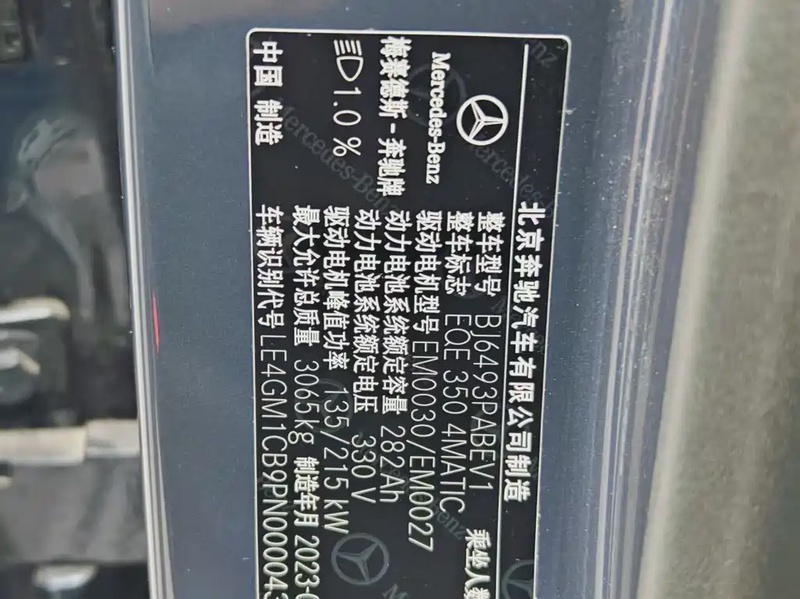 北京奔驰汽车有限公司制造
Mercedes-Benz
梅赛德斯-奔驰牌
1.0 %
中国 制造
整车型号 BJ6493PABEV1 乘坐人数
整车标志 EQE 350 4MATIC
驱动电机型号 EM0030/EM0027
动力电池系统额定容量 282Ah
动力电池系统额定电压 330V
驱动电机峰值功率 135/215 kW
最大允许总质量 3065kg 制造年月 2023-0
车辆识别代号 LE4GM1CB9PN000043